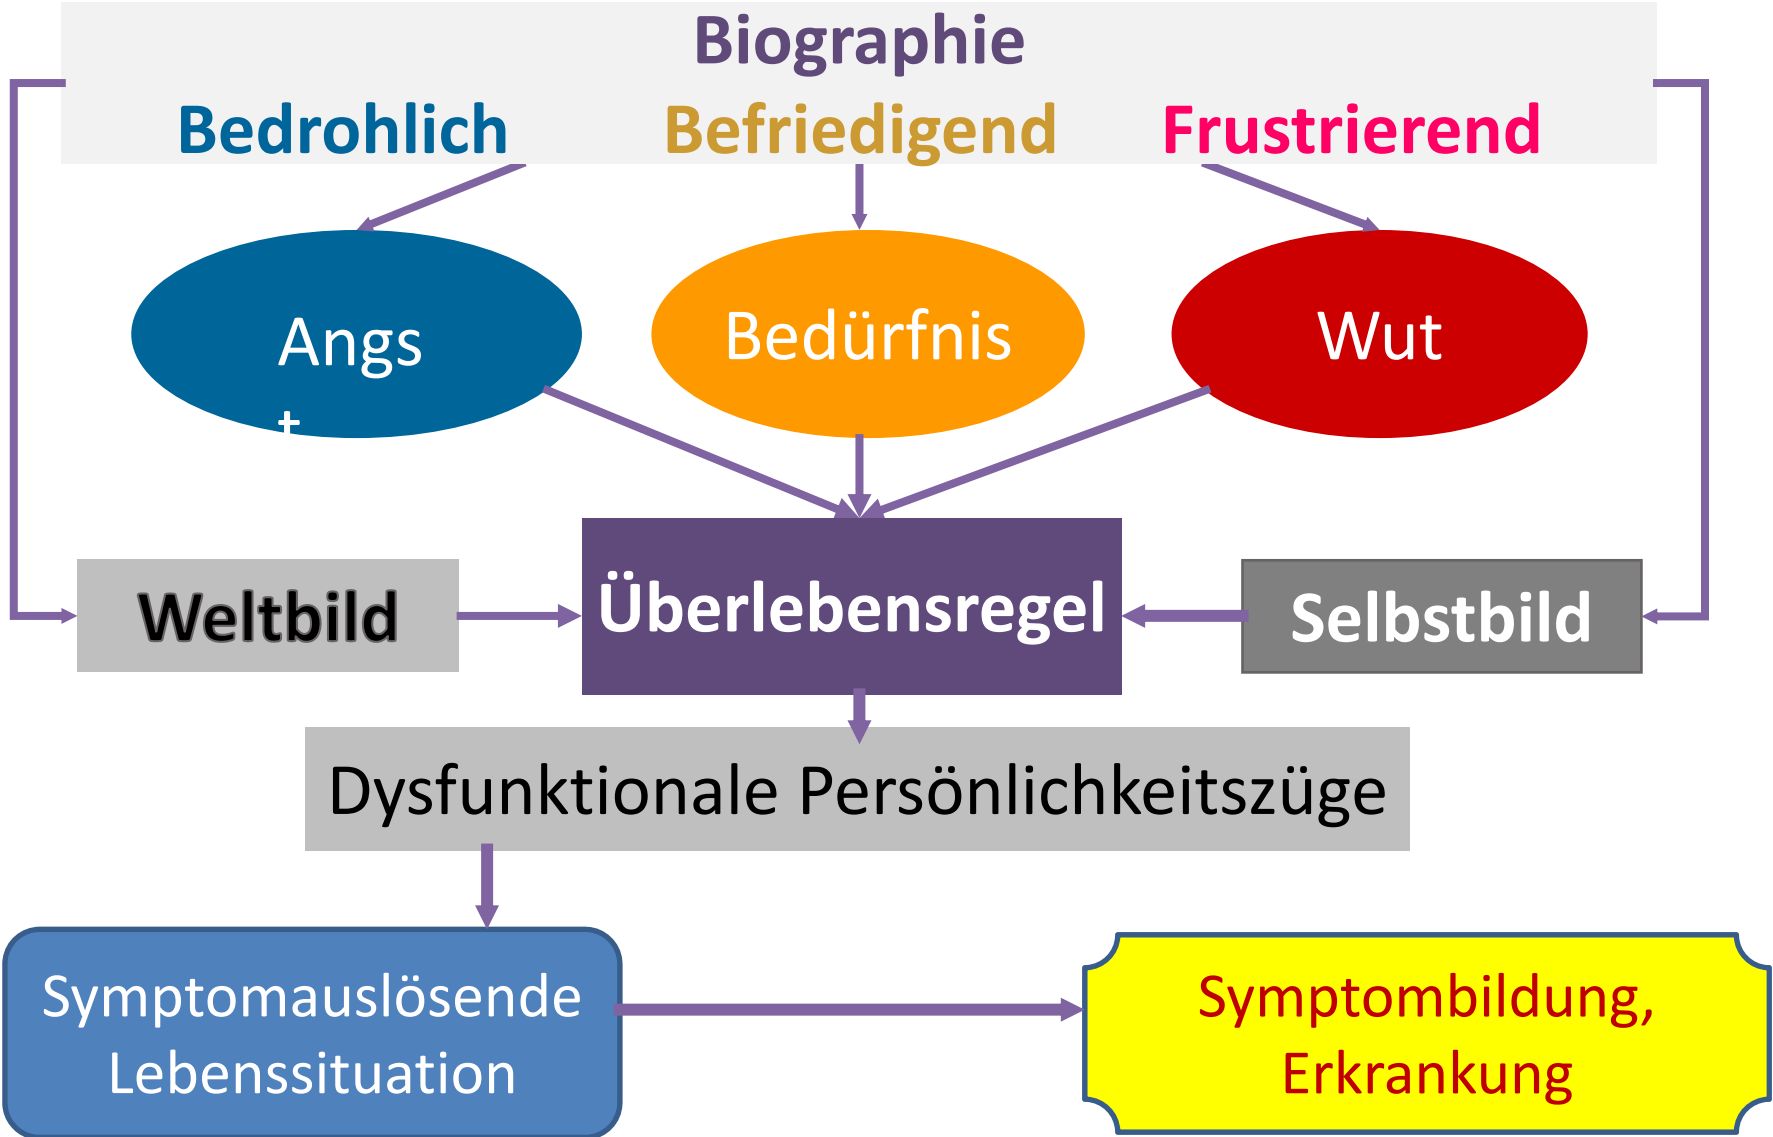 Biographie
Bedrohlich Befriedigend Frustrierend
Angs
t
Bedürfnis
Wut
Weltbild
Überlebensregel
Selbstbild
Dysfunktionale Persönlichkeitszüge
Symptomauslösende
Lebenssituation
Symptombildung,
Erkrankung